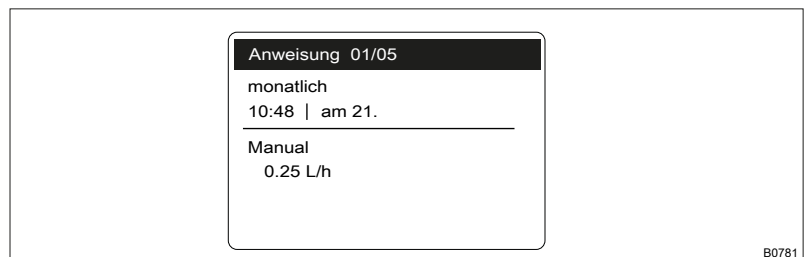 Anweisung 01/05
monatlich
10:48 | am 21.
Manual
0.25 L/h
B0781